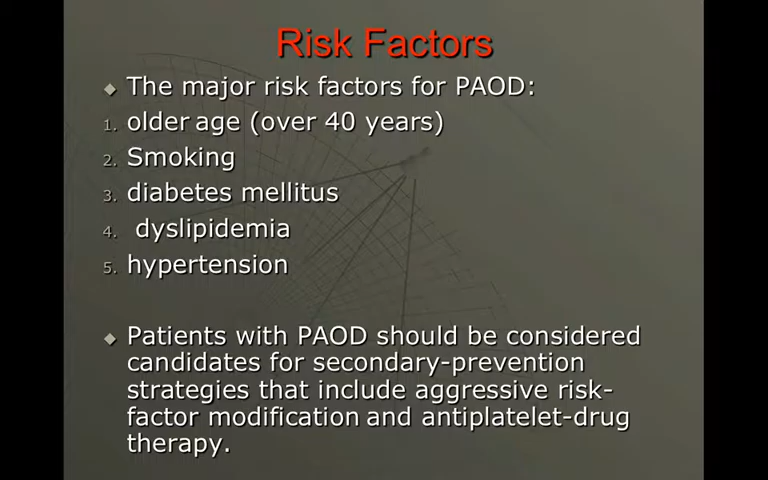 Risk Factors
◆ The major risk factors for PAOD:
1. older age (over 40 years)
2. Smoking
3. diabetes mellitus
4. dyslipidemia
5. hypertension
◆ Patients with PAOD should be considered
candidates for secondary-prevention
strategies that include aggressive risk-
factor modification and antiplatelet-drug
therapy.